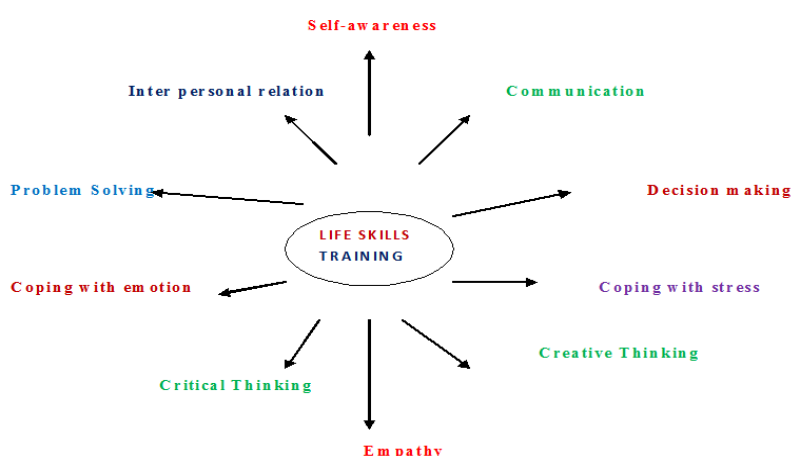 Self-awareness
Inter personal relation
Communication
Problem Solving
Decision making
LIFE SKILLS
TRAINING
Coping with emotion
Coping with stress
Creative Thinking
Critical Thinking
Empathy